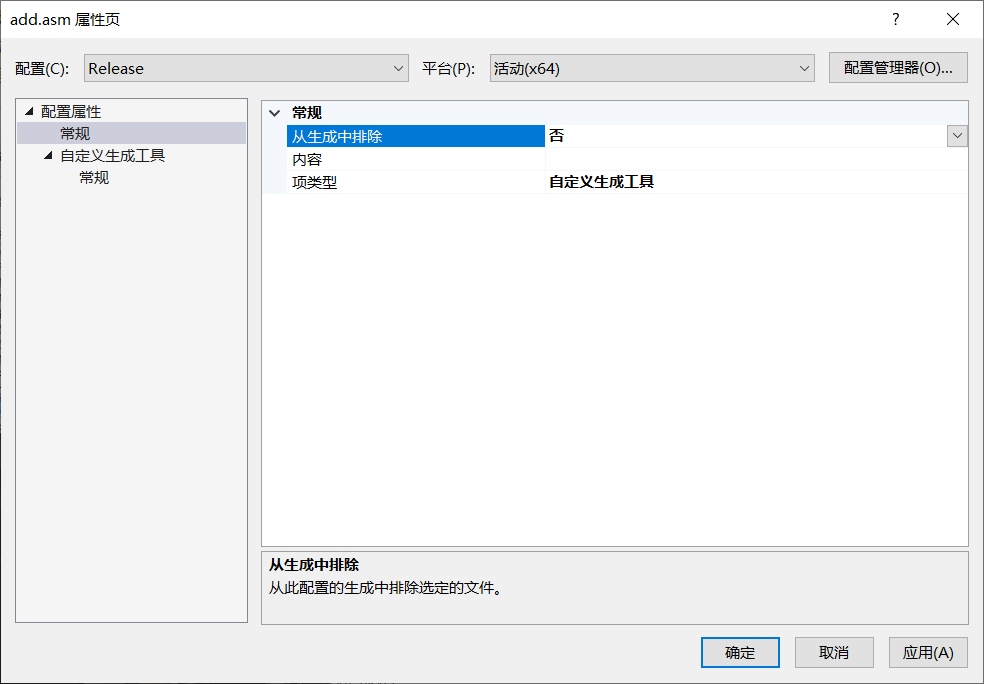 add.asm 属性页
配置(C): Release 平台(P): 活动(x64) 配置管理器(O)...
配置属性
常规
自定义生成工具
常规
常规
从生成中排除 否
内容
项类型 自定义生成工具
从生成中排除
从此配置的生成中排除选定的文件。
确定 取消 应用(A)